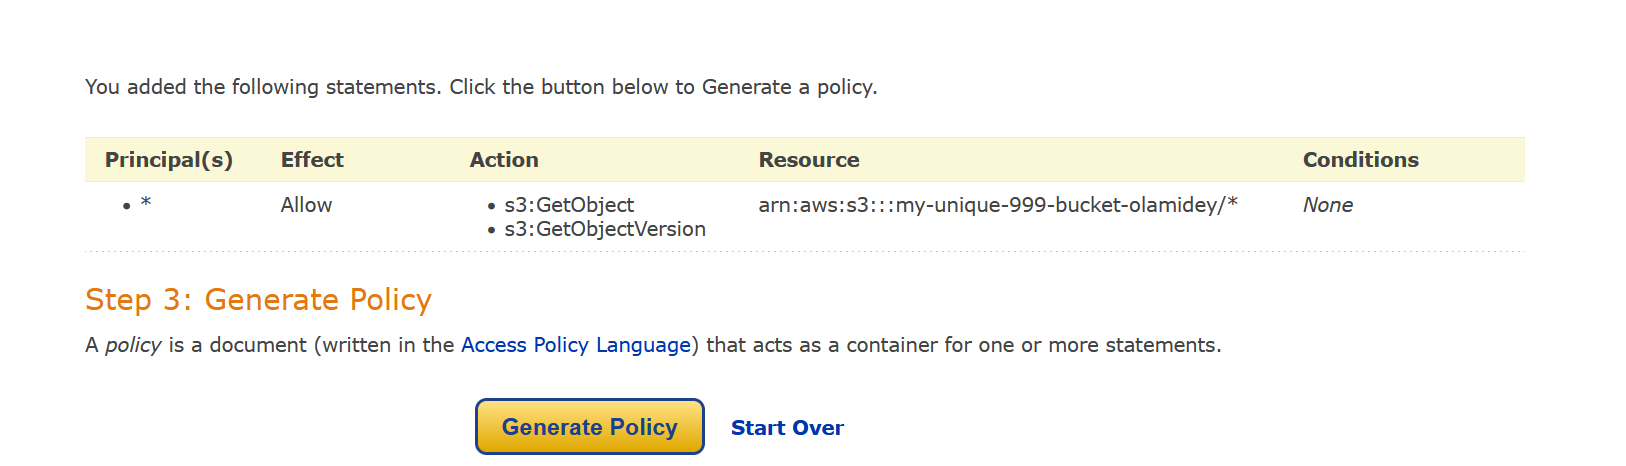 You added the following statements. Click the button below to Generate a policy.
Principal(s) Effect Action Resource Conditions
• * Allow • s3:GetObject arn:aws:s3:::my-unique-999-bucket-olamidey/* None
• s3:GetObjectVersion
Step 3: Generate Policy
A policy is a document (written in the Access Policy Language) that acts as a container for one or more statements.
Generate Policy Start Over